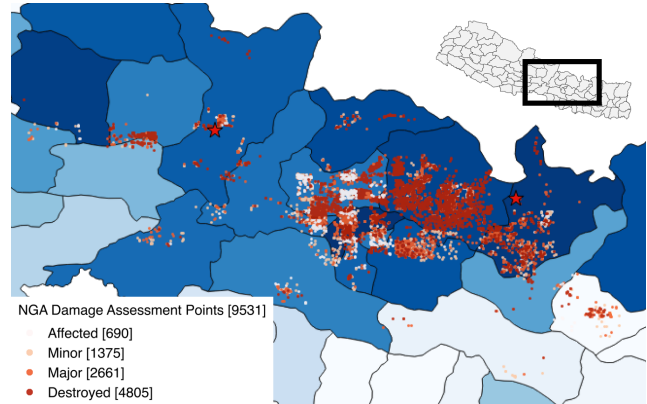 NGA Damage Assessment Points [9531]
Affected [690]
Minor [1375]
Major [2661]
Destroyed [4805]